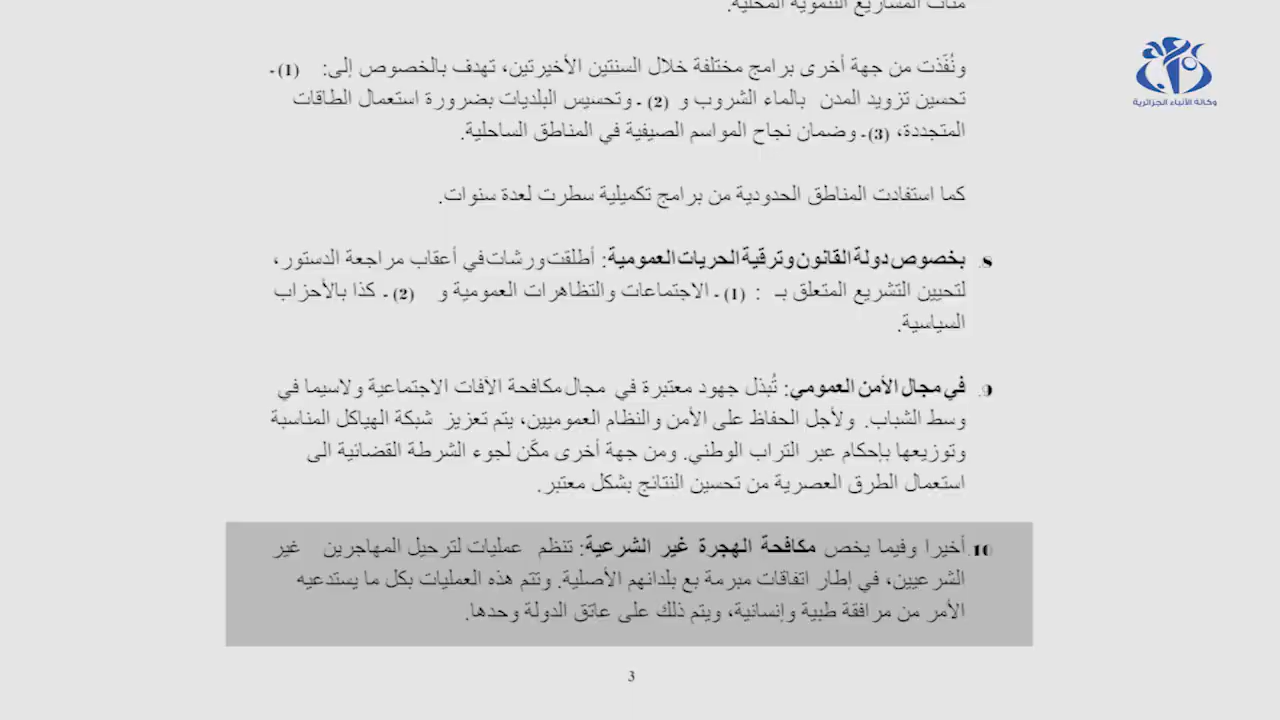 مئات المشاريع التنموية المحلية.
وكالة الأنباء الجزائرية
ونُفّذت من جهة أخرى برامج مختلفة خلال السنتين الأخيرتين، تهدف بالخصوص إلى: (1)ـ
تحسين تزويد المدن بالماء الشروب و (2) ـ وتحسيس البلديات بضرورة استعمال الطاقات
المتجددة، (3)ـ وضمان نجاح المواسم الصيفية في المناطق الساحلية.
كما استفادت المناطق الحدودية من برامج تكميلية سطرت لعدة سنوات.
8. بخصوص دولة القانون وترقية الحريات العمومية: أطلقت ورشات في أعقاب مراجعة الدستور،
لتحيين التشريع المتعلق بـ : (1) ـ الاجتماعات والتظاهرات العمومية و (2) ـ كذا بالأحزاب
السياسية.
9. في مجال الأمن العمومي: تُبذل جهود معتبرة في مجال مكافحة الآفات الاجتماعية ولاسيما في
وسط الشباب. ولأجل الحفاظ على الأمن والنظام العموميين، يتم تعزيز شبكة الهياكل المناسبة
وتوزيعها بإحكام عبر التراب الوطني. ومن جهة أخرى مكّن لجوء الشرطة القضائية الى
استعمال الطرق العصرية من تحسين النتائج بشكل معتبر.
10. أخيرا وفيما يخص مكافحة الهجرة غير الشرعية: تنظم عمليات لترحيل المهاجرين غير
الشرعيين، في إطار اتفاقات مبرمة بع بلدانهم الأصلية. وتتم هذه العمليات بكل ما يستدعيه
الأمر من مرافقة طبية وإنسانية، ويتم ذلك على عاتق الدولة وحدها.
3